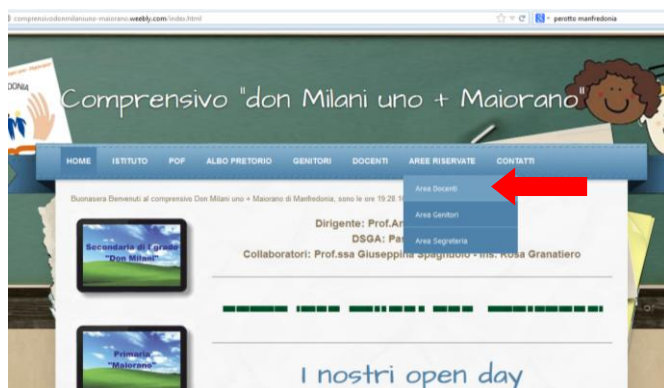 comprensivodonmilaniuno-maiorano.weebly.com/index.html
perotto manfredonia
Comprensivo "don Milani uno + Maiorano"
HOME ISTITUTO POF ALBO PRETORIO GENITORI DOCENTI AREE RISERVATE CONTATTI
Area Docenti
Area Genitori
Area Segreteria
Buonasera Benvenuti al comprensivo Don Milani uno + Maiorano di Manfredonia, sono le ore 19:28
Dirigente: Prof.
DSGA:
Collaboratori: Prof.ssa Giuseppina Spagnuolo - Ins. Rosa Granatiero
Secondaria di I grado
"Don Milani"
Primaria
"Maiorano"
I nostri open day